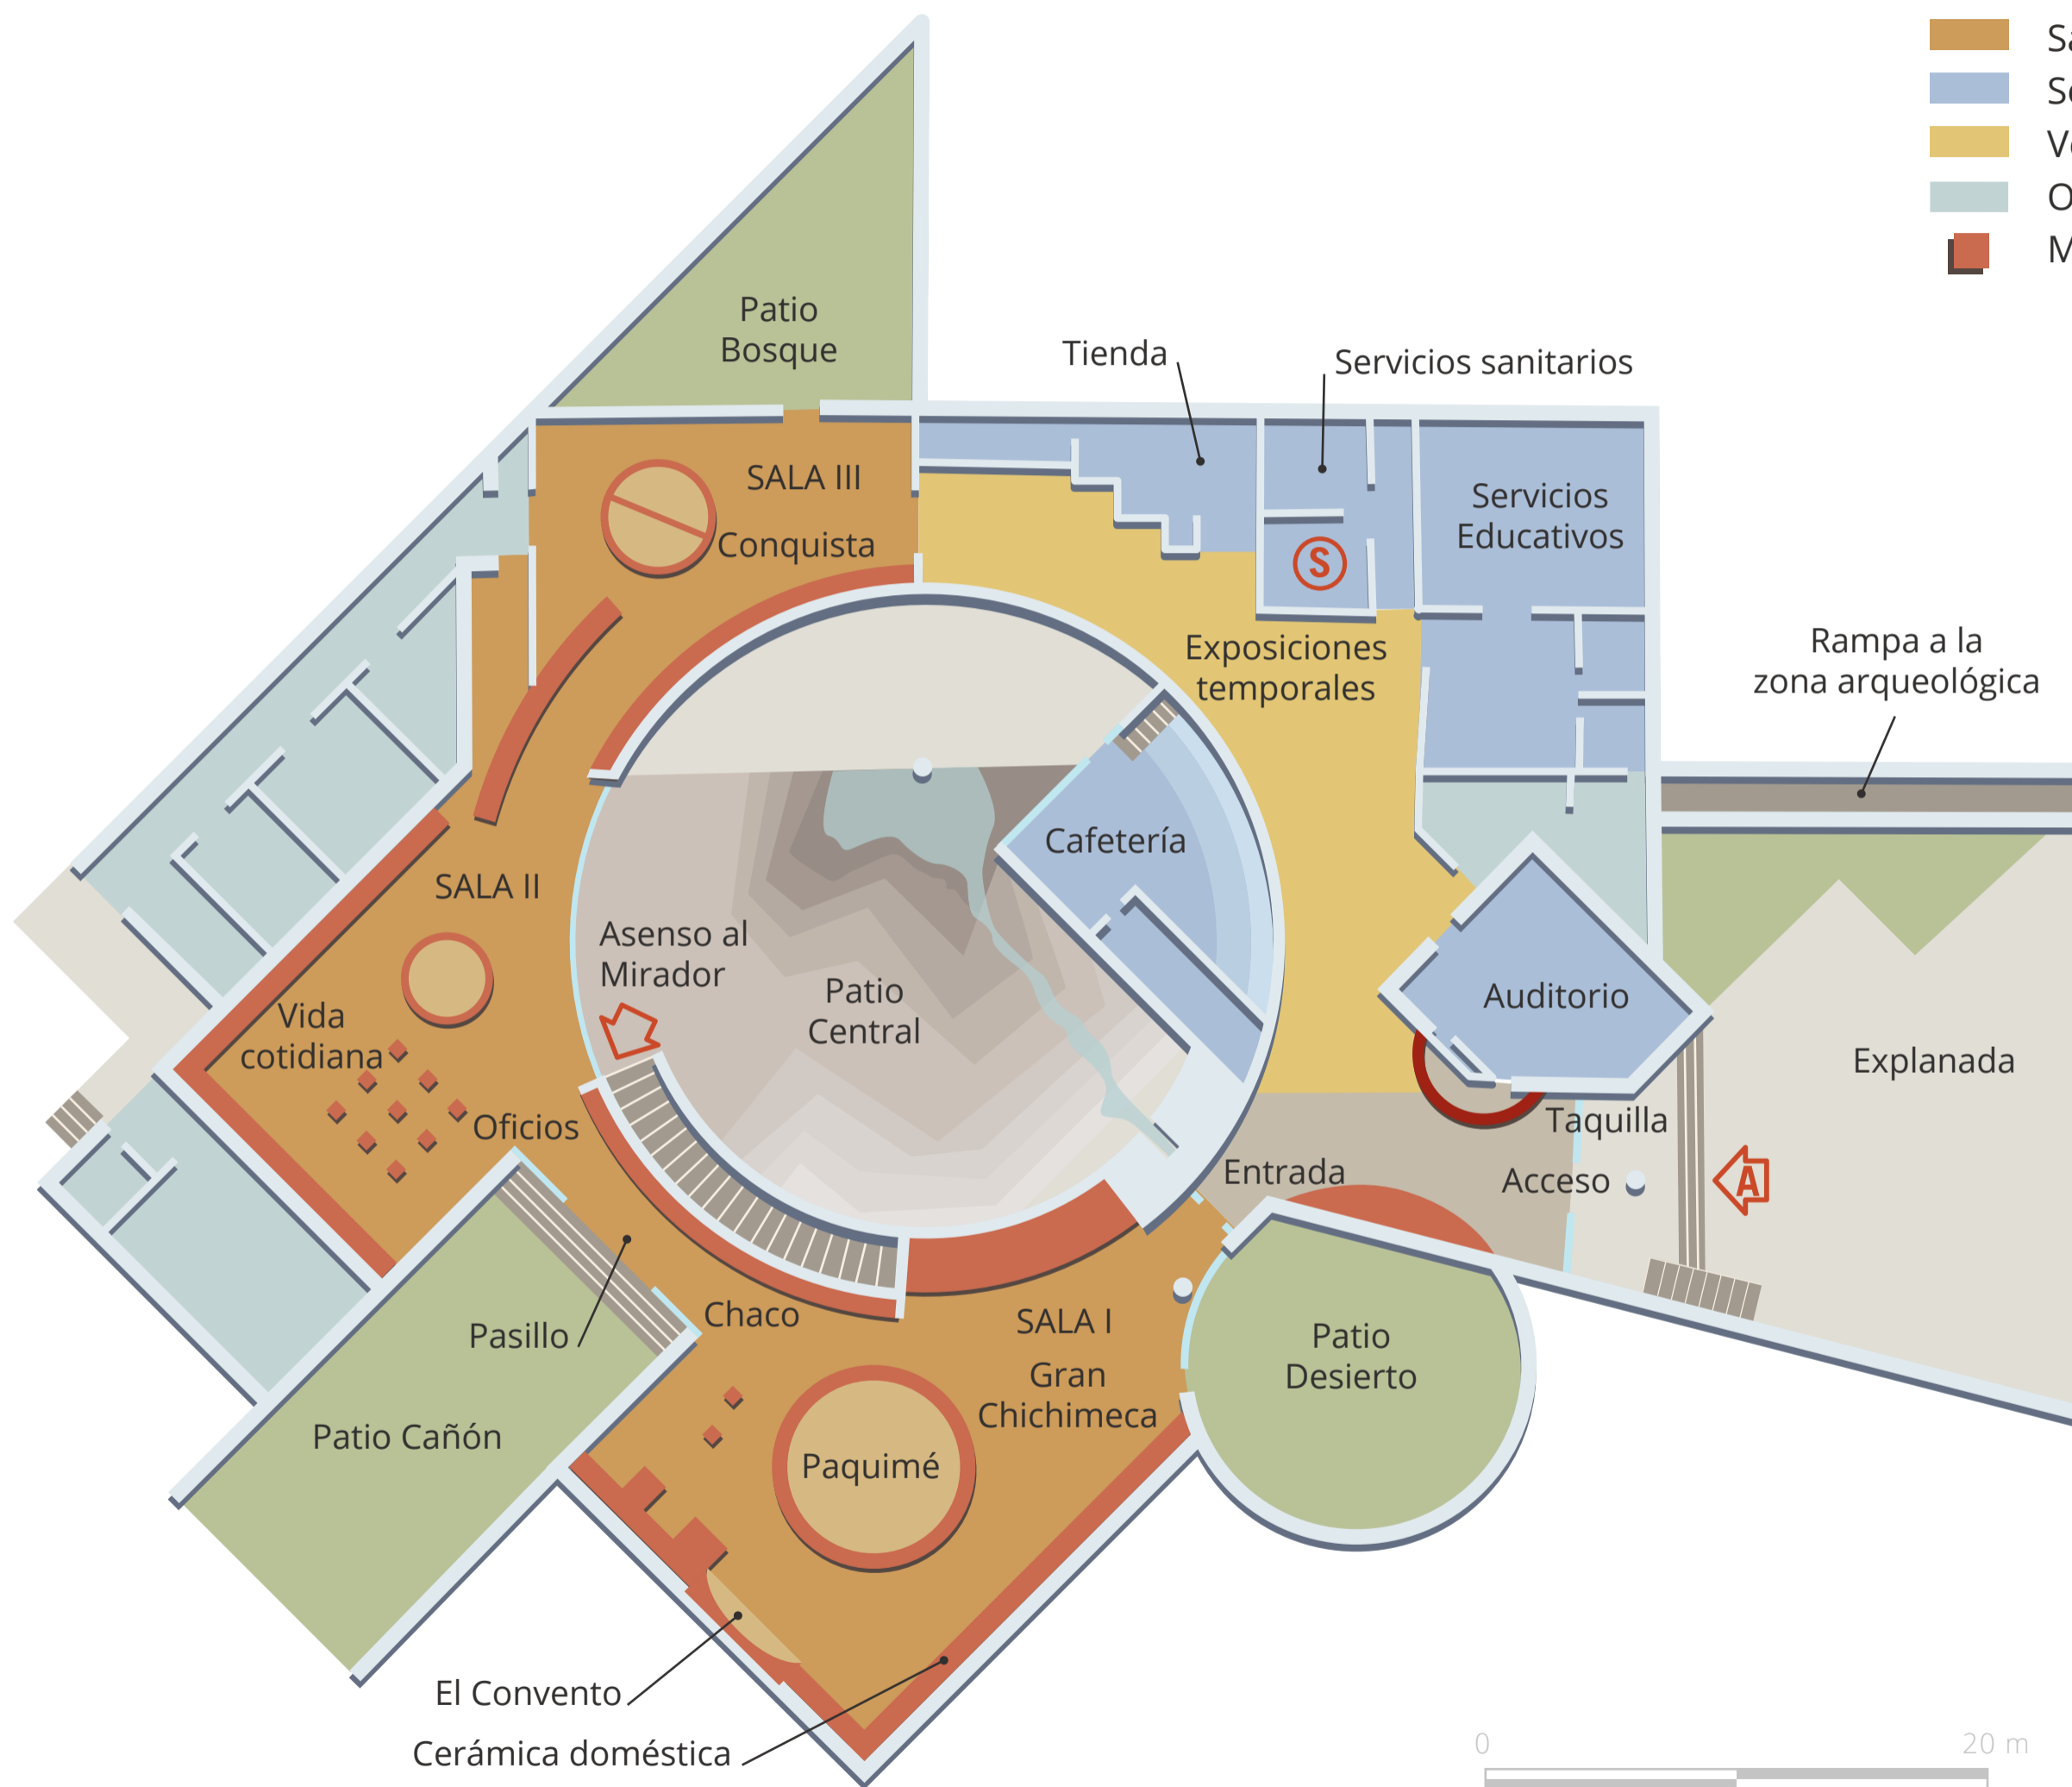 Patio
Bosque
Tienda
Servicios sanitarios
SALA III
Conquista
Servicios
Educativos
S
Exposiciones
temporales
Rampa a la
zona arqueológica
Cafetería
SALA II
Asenso al
Mirador
Patio
Central
Vida
cotidiana
Oficios
Auditorio
Explanada
Taquilla
Entrada
Acceso
A
Pasillo
Chaco
SALA I
Gran
Chichimeca
Patio
Desierto
Patio Cañón
Paquimé
El Convento
Cerámica doméstica
0
20 m